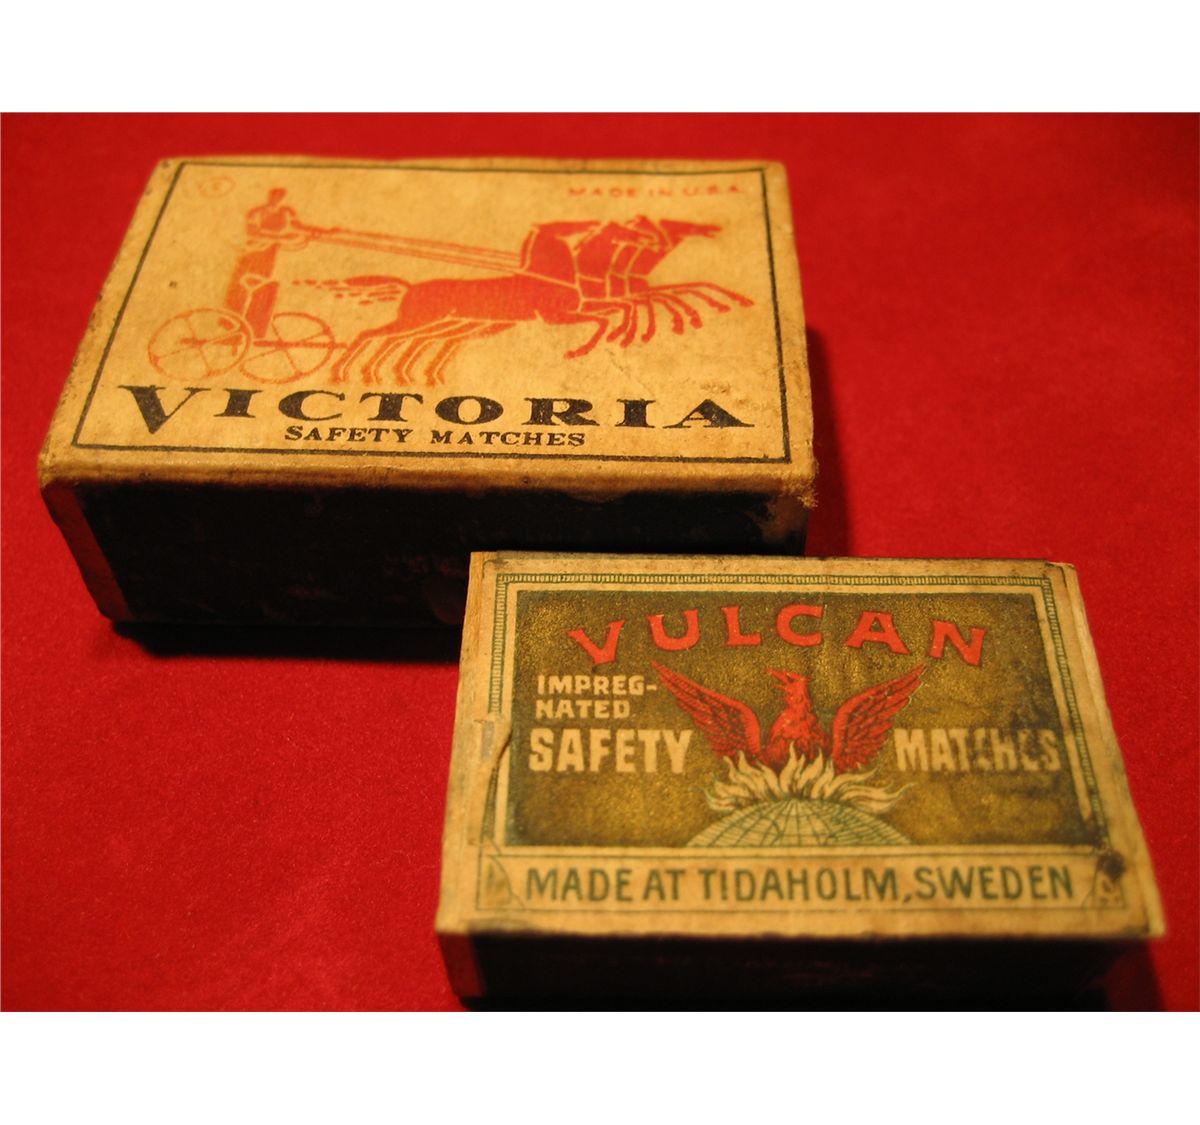 MADE IN U.S.A.
VICTORIA
SAFETY MATCHES
VULCAN
IMPREG-
NATED
SAFETY MATCHES
MADE AT TIDAHOLM, SWEDEN